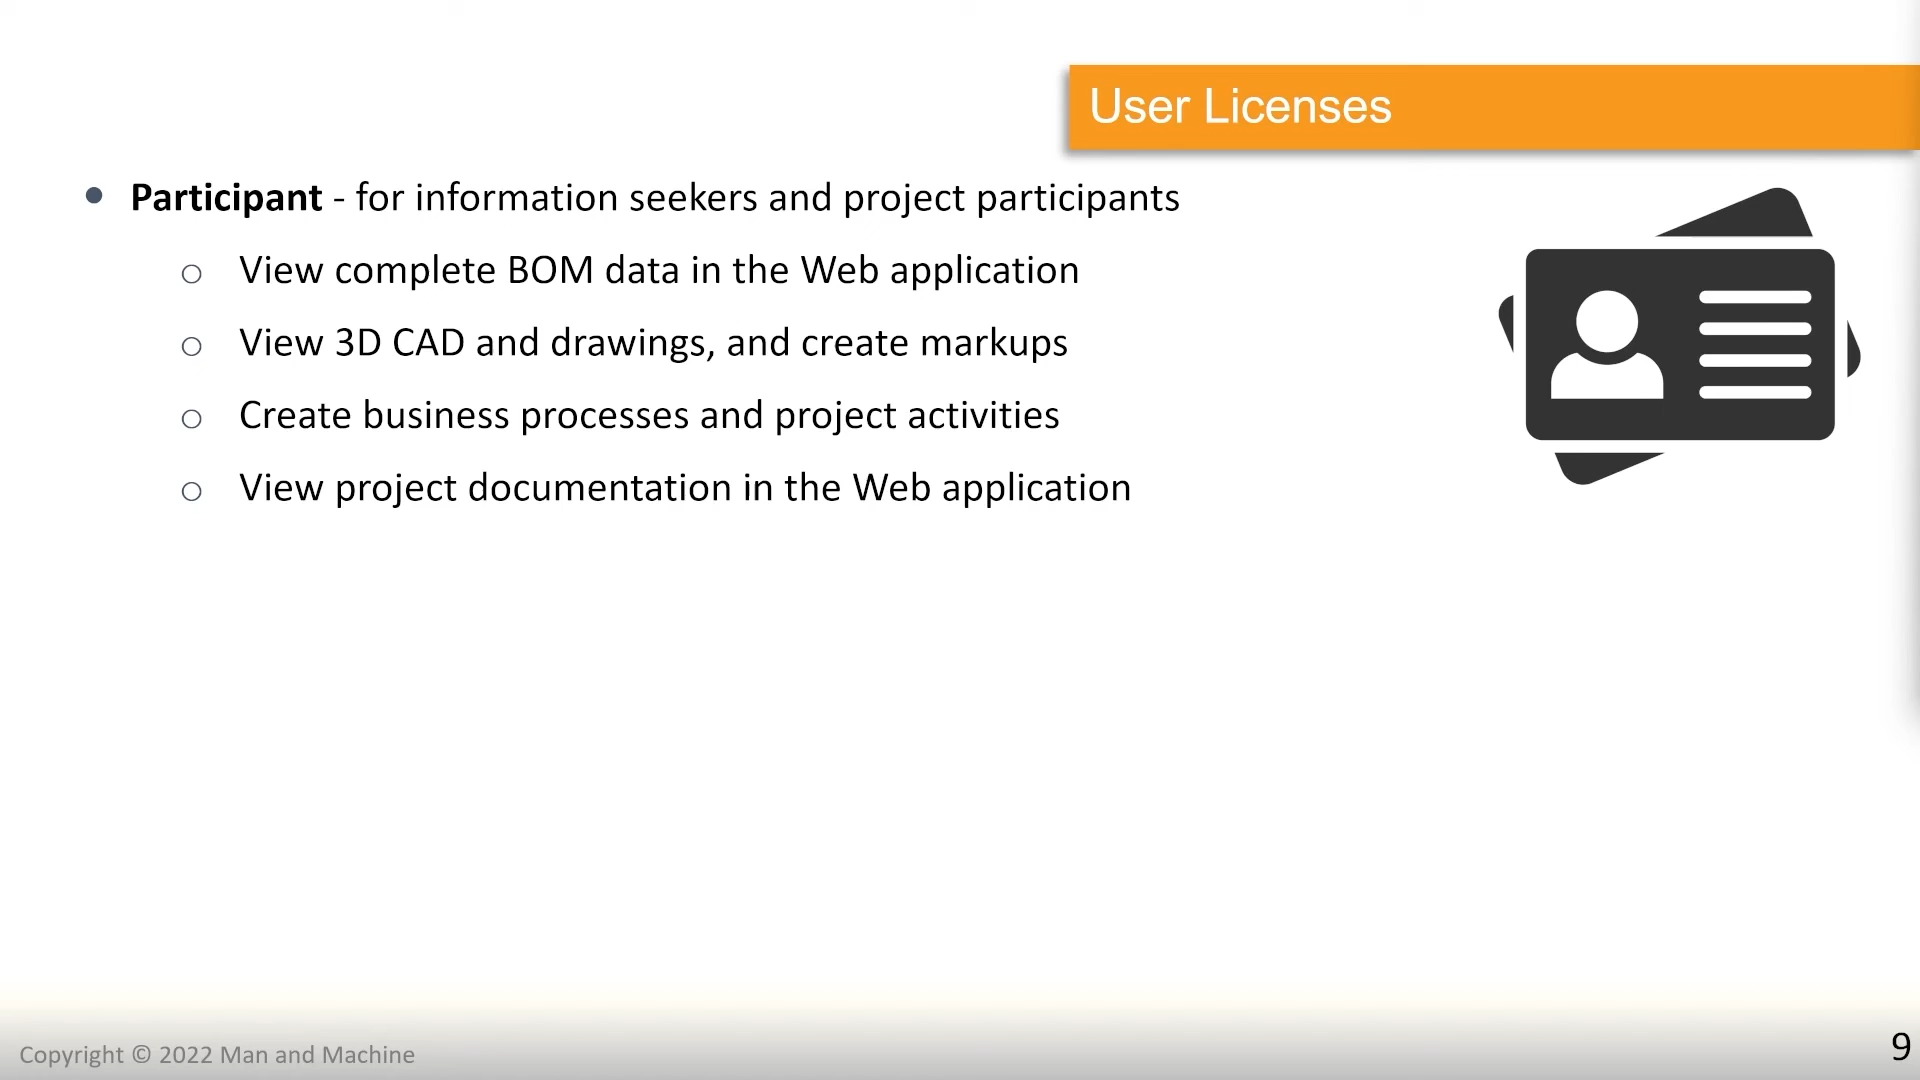 User Licenses
• Participant - for information seekers and project participants
o View complete BOM data in the Web application
o View 3D CAD and drawings, and create markups
o Create business processes and project activities
o View project documentation in the Web application
Copyright © 2022 Man and Machine
9